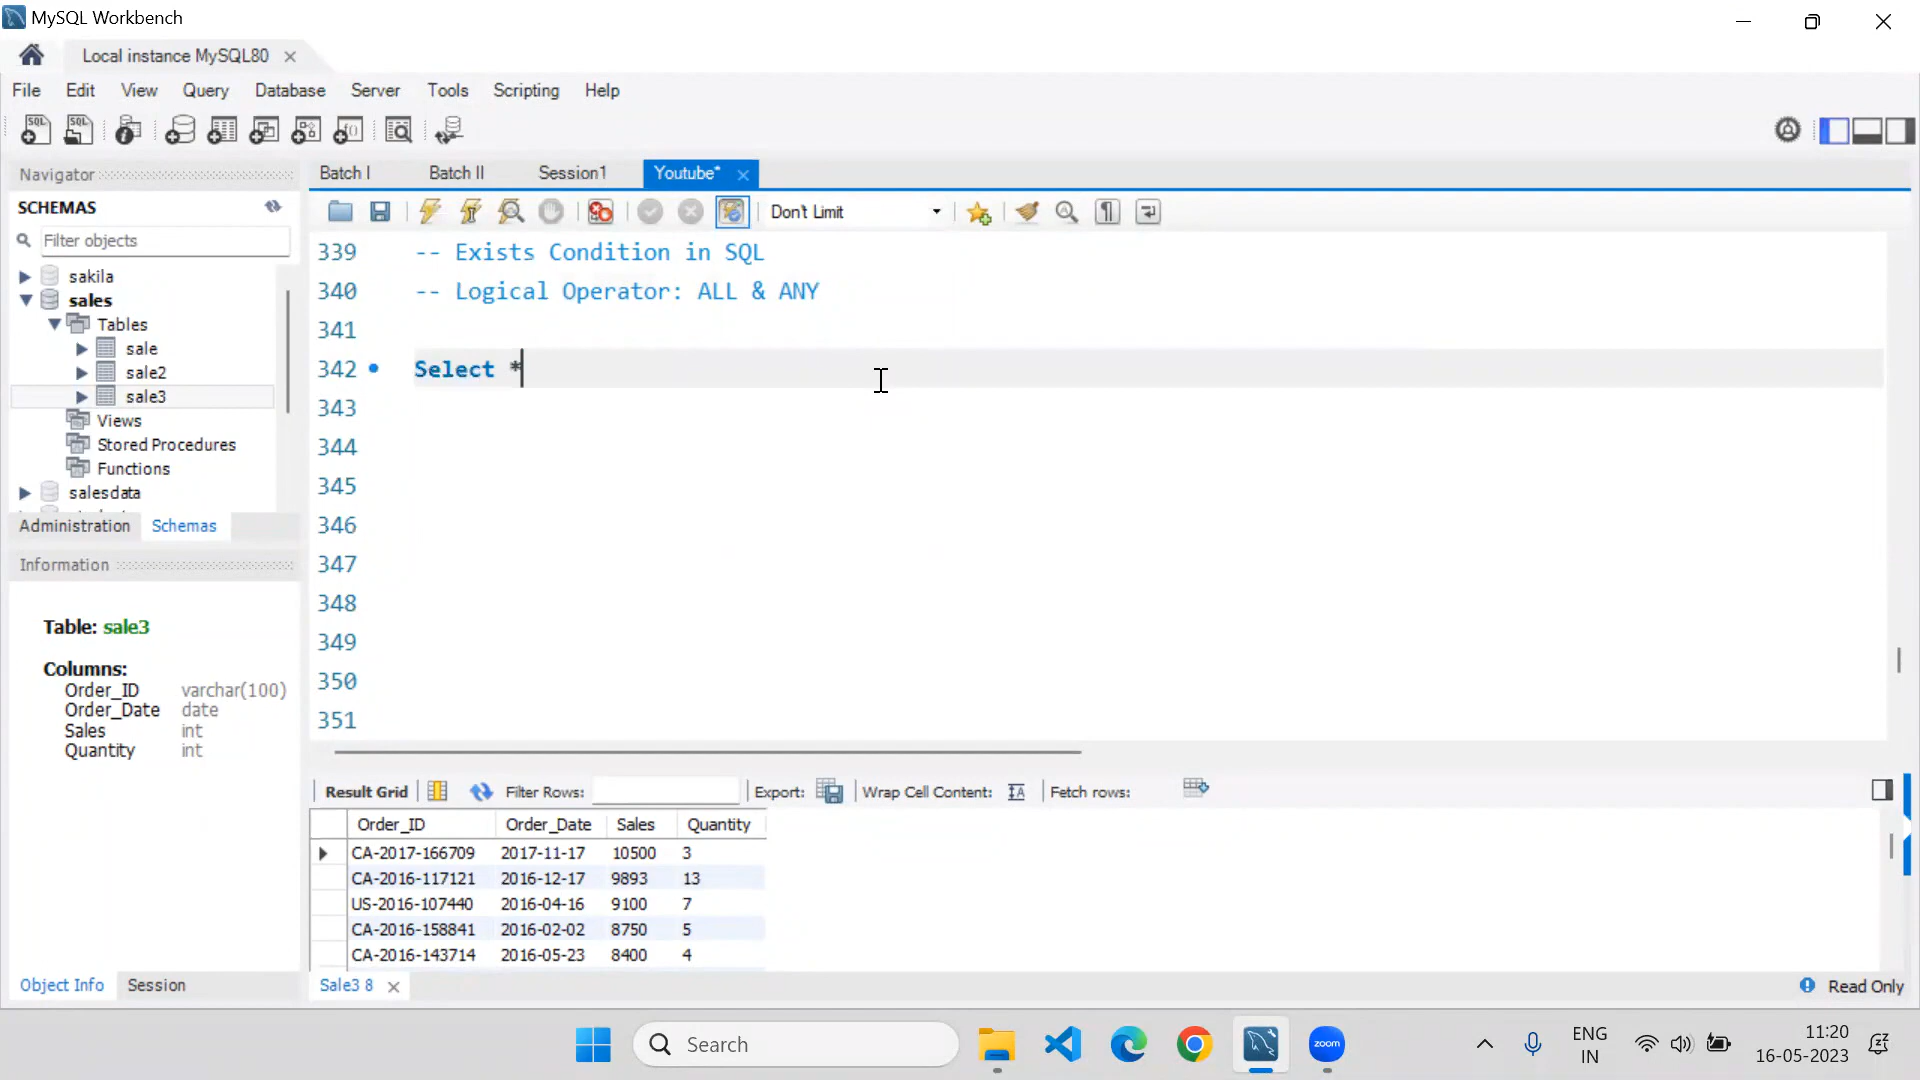 MySQL Workbench
Local instance MySQL80
File Edit View Query Database Server Tools Scripting Help
Navigator
SCHEMAS
Filter objects
sakila
sales
Tables
sale
sale2
sale3
Views
Stored Procedures
Functions
salesdata
Administration Schemas
Information
Table: sale3
Columns:
Order_ID varchar(100)
Order_Date date
Sales int
Quantity int
Object Info Session
Batch I Batch II Session1 Youtube*
Don't Limit
339 -- Exists Condition in SQL
340 -- Logical Operator: ALL & ANY
341
342 Select *
343
344
345
346
347
348
349
350
351
Result Grid Filter Rows: Export: Wrap Cell Content: Fetch rows:
Order_ID Order_Date Sales Quantity
CA-2017-166709 2017-11-17 10500 3
CA-2016-117121 2016-12-17 9893 13
US-2016-107440 2016-04-16 9100 7
CA-2016-158841 2016-02-02 8750 5
CA-2016-143714 2016-05-23 8400 4
Sale3 8
Read Only
Search
zoom
ENG
IN
11:20
16-05-2023